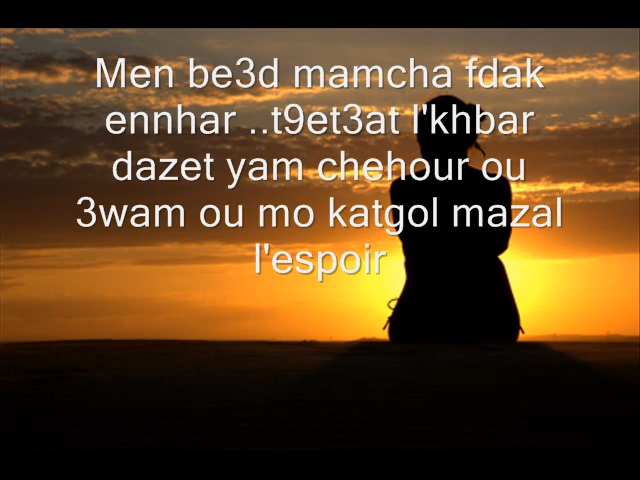 Men be3d mamcha fdak
ennhar ..t9et3at l'khbar
dazet yam chehour ou
3wam ou mo katgol mazal
l'espoir